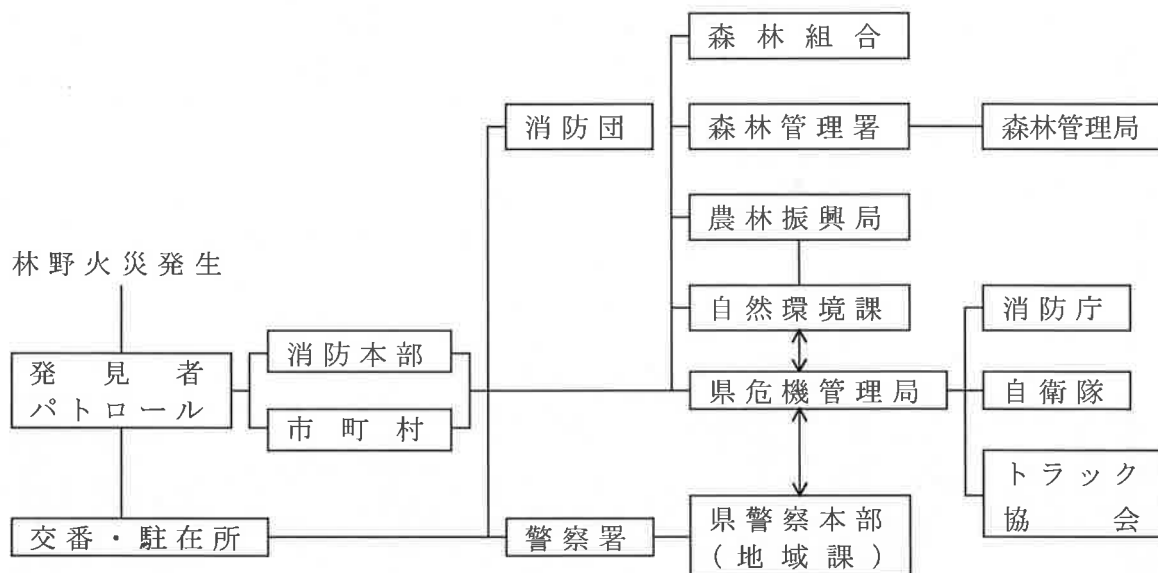 森林組合
消防団
森林管理署
森林管理局
農林振興局
林野火災発生
自然環境課
消防庁
消防本部
発見者
パトロール
県危機管理局
自衛隊
市町村
トラック
協会
県警察本部
(地域課)
交番・駐在所
警察署